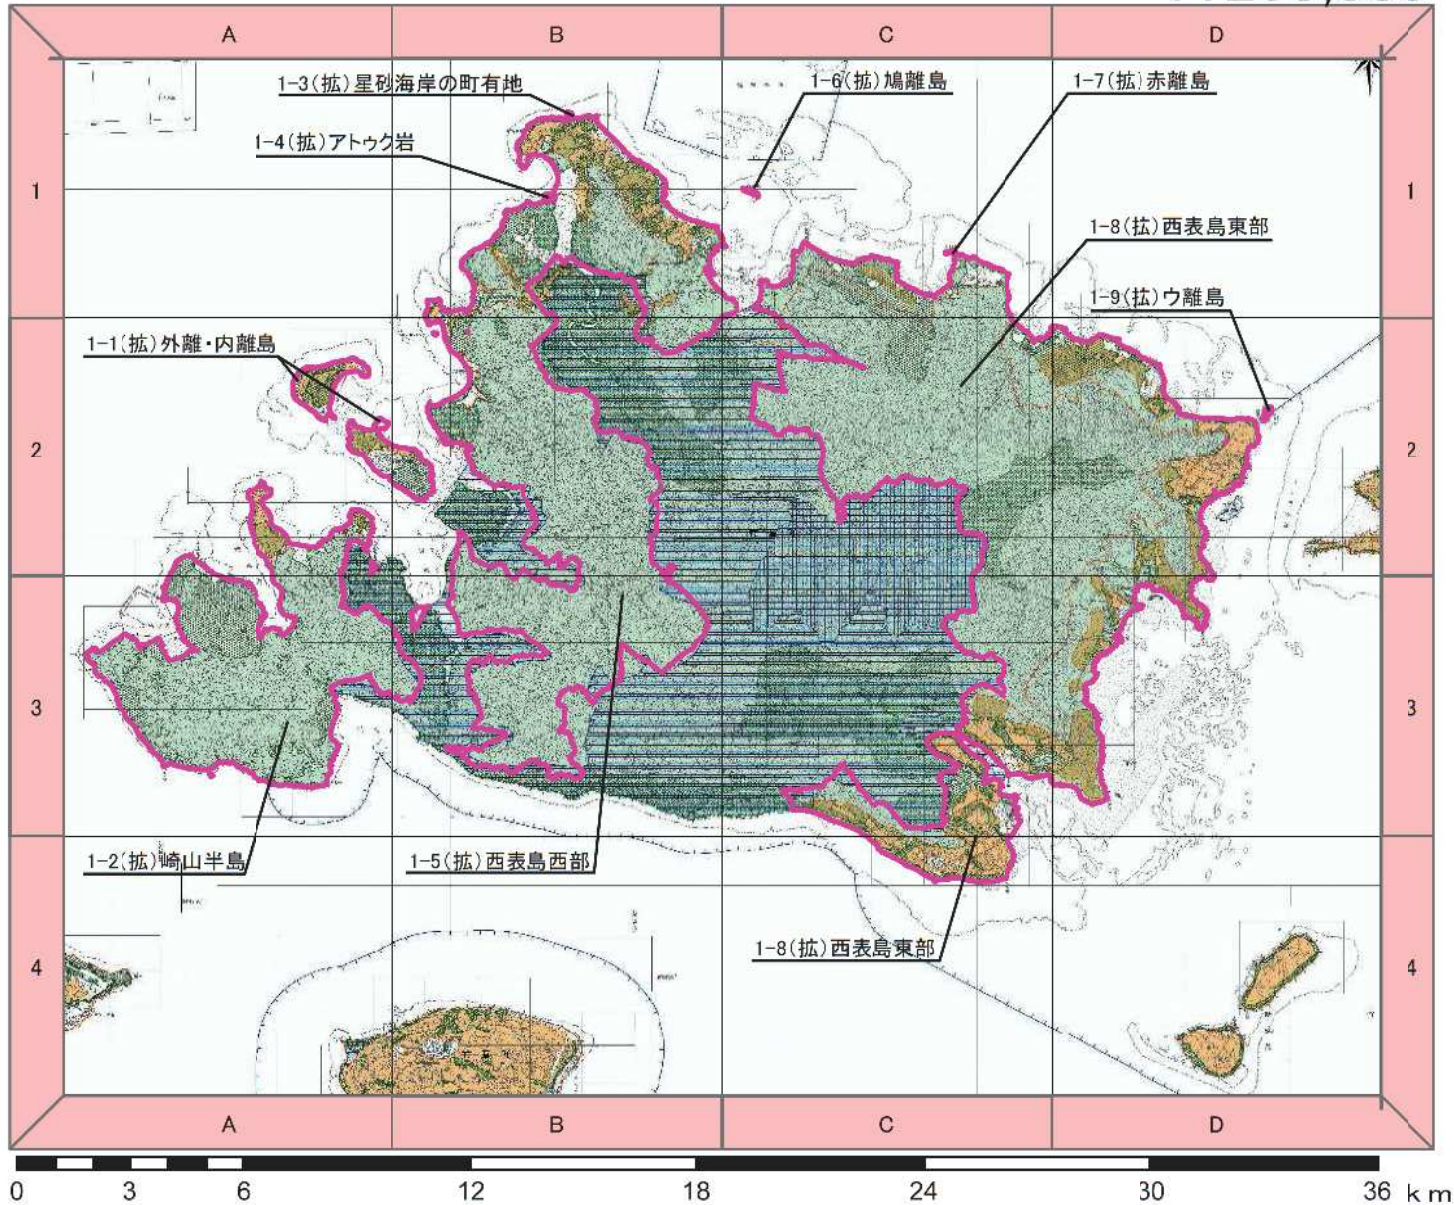 A B C D
1-3(拡)星砂海岸の町有地
1-6(拡)鳩離島
1-7(拡)赤離島
1-4(拡)アトゥク岩
1 1
1-8(拡)西表島東部
1-9(拡)ウ離島
1-1(拡)外離・内離島
2 2
3 3
1-2(拡)崎山半島
1-5(拡)西表島西部
1-8(拡)西表島東部
4 4
A B C D
0 3 6 12 18 24 30 36 km